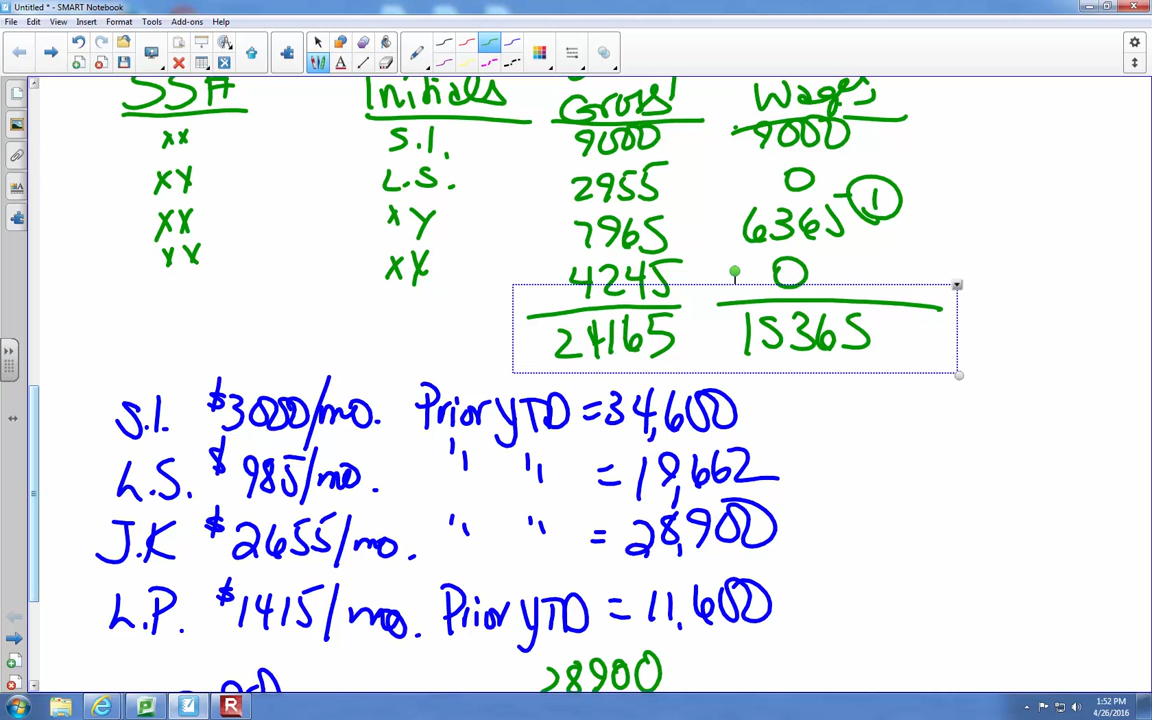 Untitled * - SMART Notebook
File Edit View Insert Format Tools Add-ons Help
SS# Initials Gross Wages
xx S.I. 9000 9000
XX L.S. 2955 0
XX XY 7965 6365 1
XX XX 4245 0
24165 15365
S.I. $3000/mo. Prior YTD = 34,600
L.S. $985/mo. " " = 19,662
J.K $2655/mo. " " = 28,900
L.P. $1415/mo. Prior YTD = 11,600
28900
1:52 PM
4/26/2016